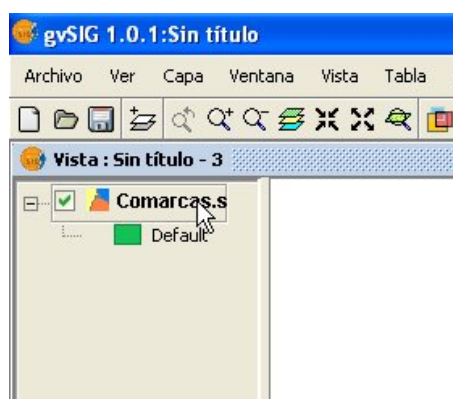 gvSIG 1.0.1:Sin título
Archivo Ver Capa Ventana Vista Tabla
Vista : Sin título - 3
Comarcas.s
Default